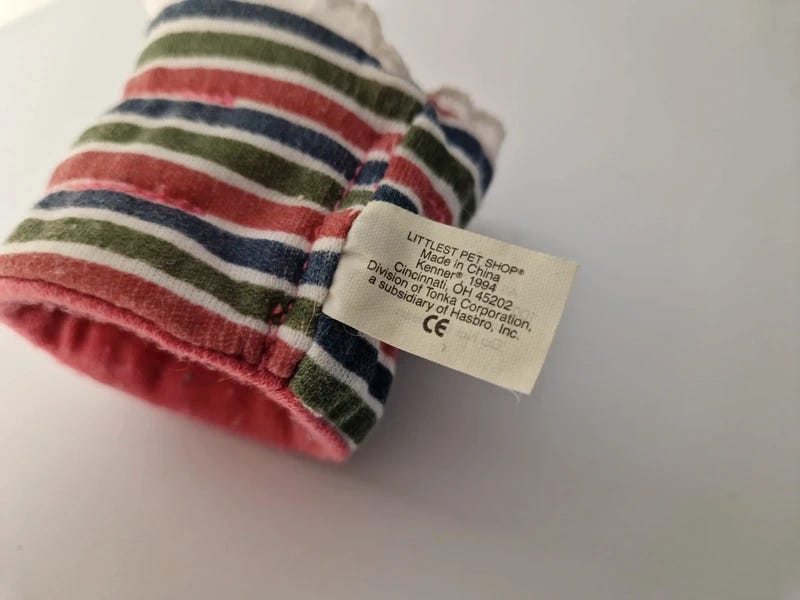 LITTLEST PET SHOP®
Made in China
Kenner® 1994
Cincinnati, OH 45202
Division of Tonka Corporation,
a subsidiary of Hasbro, Inc.
CE